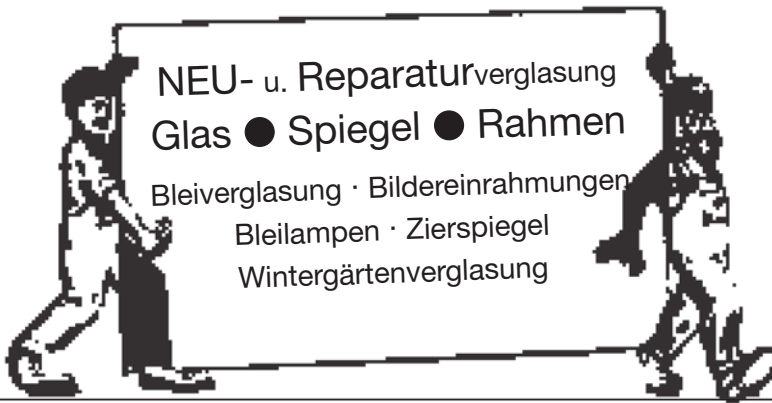 NEU- u. Reparaturverglasung
Glas ● Spiegel ● Rahmen
Bleiverglasung · Bildereinrahmungen
Bleilampen · Zierspiegel
Wintergärtenverglasung